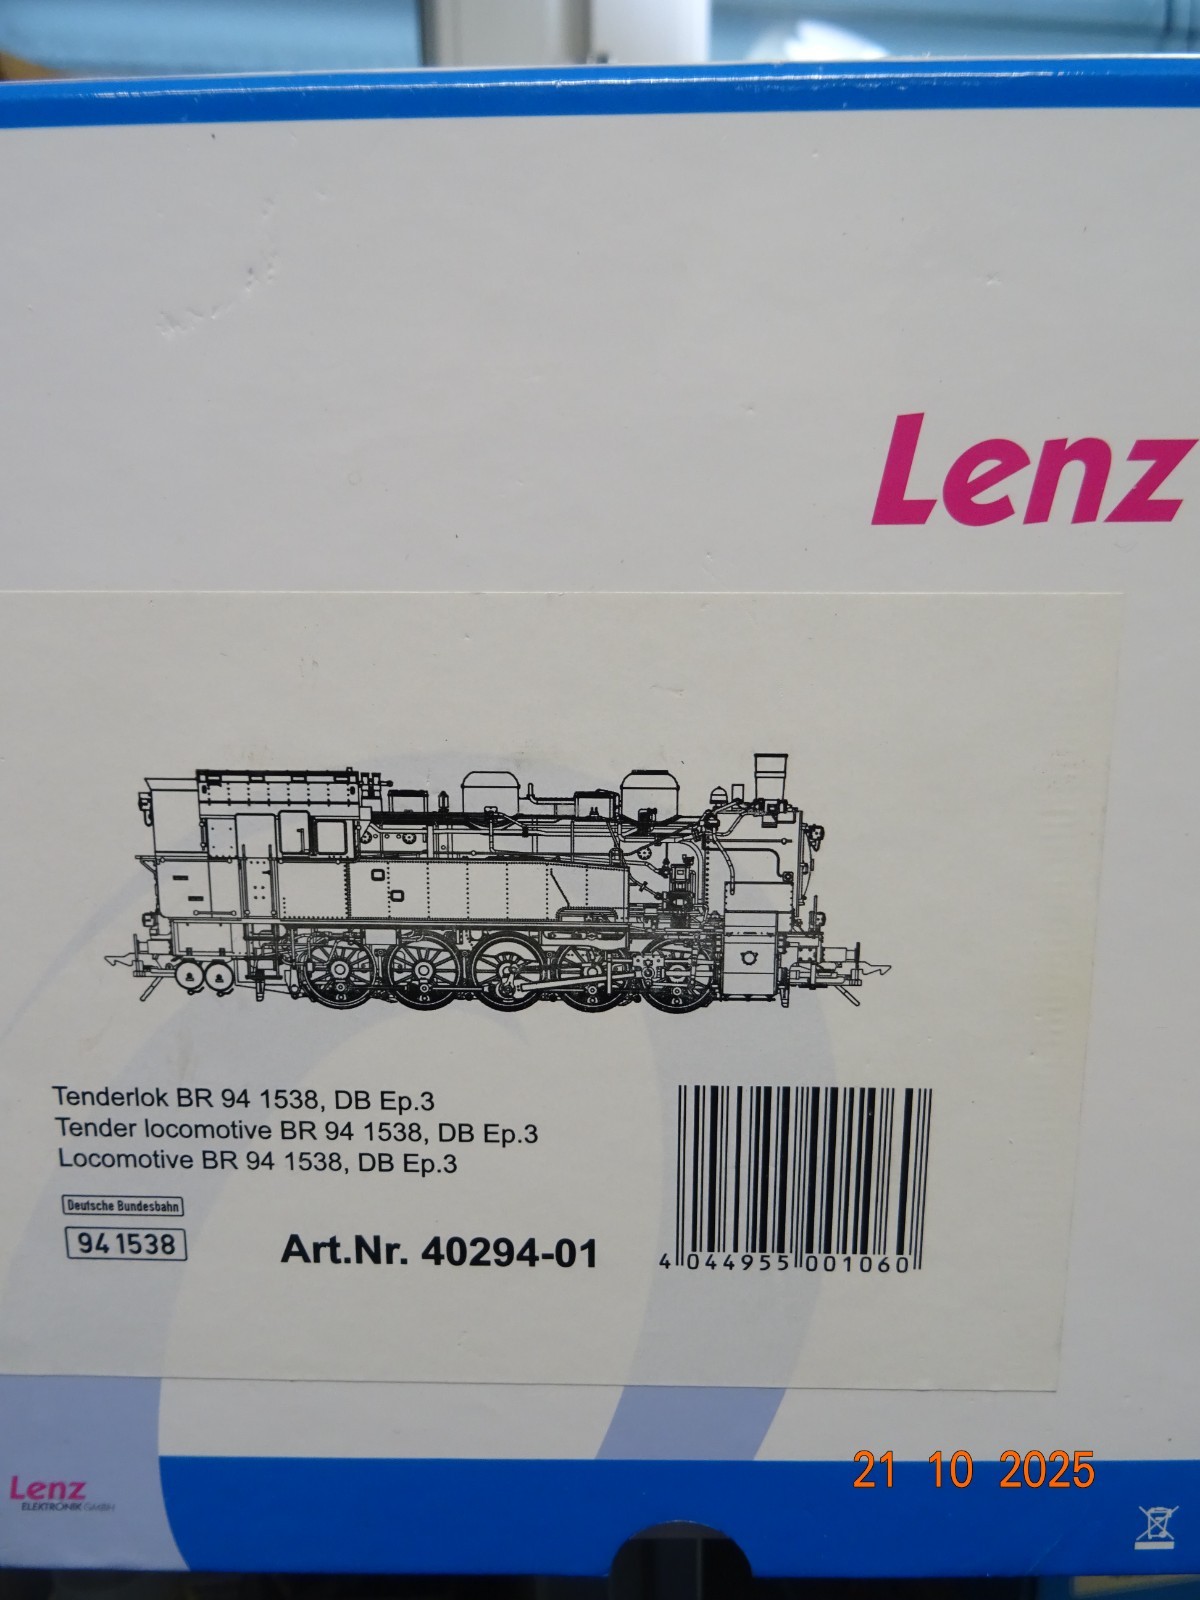 Lenz
Tenderlok BR 94 1538, DB Ep.3
Tender locomotive BR 94 1538, DB Ep.3
Locomotive BR 94 1538, DB Ep.3
Deutsche Bundesbahn
94 1538
Art.Nr. 40294-01
4 044955 001060
21 10 2025
Lenz
ELEKTRONIK GMBH